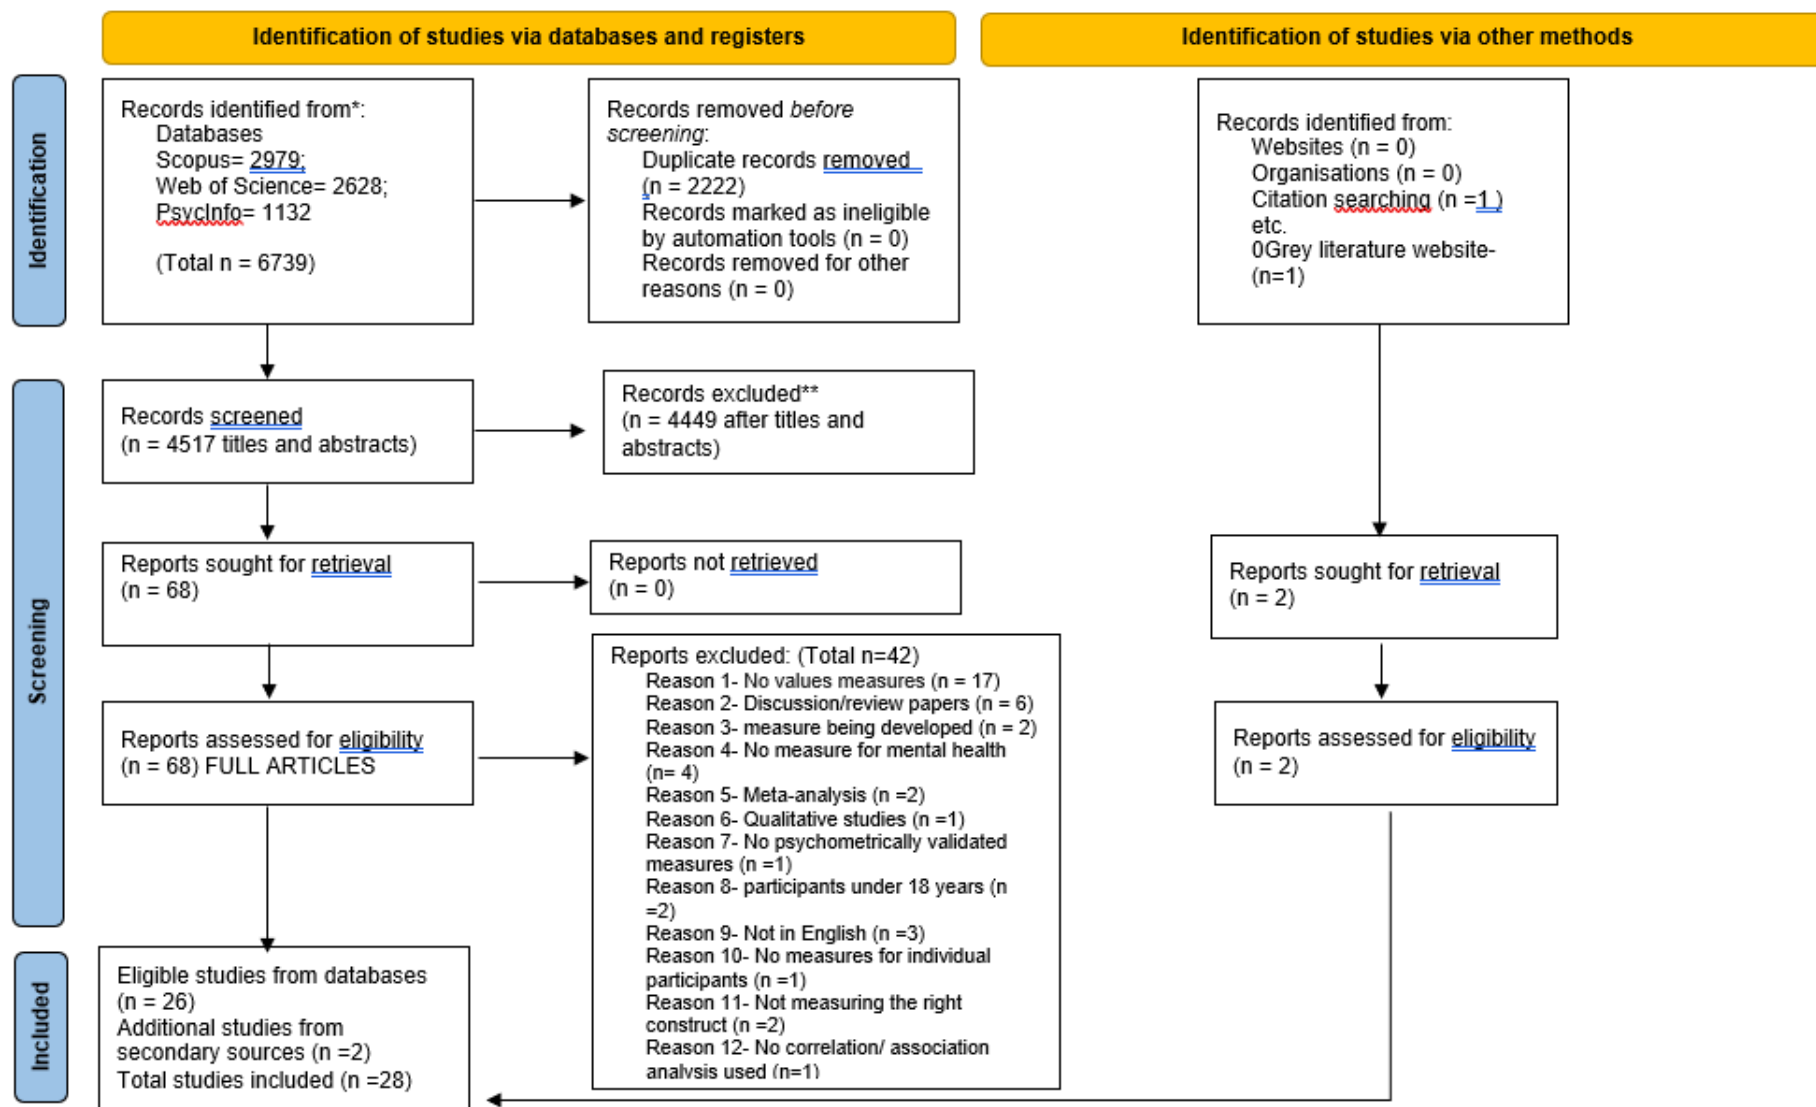 Identification of studies via databases and registers
Identification of studies via other methods
Identification
Records identified from*:
Databases
Scopus= 2979;
Web of Science= 2628;
PsycInfo= 1132
(Total n = 6739)
Records removed before
screening:
Duplicate records removed
(n = 2222)
Records marked as ineligible
by automation tools (n = 0)
Records removed for other
reasons (n = 0)
Records identified from:
Websites (n = 0)
Organisations (n = 0)
Citation searching (n =1 )
etc.
0Grey literature website-
(n=1)
Screening
Records screened
(n = 4517 titles and abstracts)
Records excluded**
(n = 4449 after titles and
abstracts)
Reports sought for retrieval
(n = 68)
Reports not retrieved
(n = 0)
Reports sought for retrieval
(n = 2)
Reports assessed for eligibility
(n = 68) FULL ARTICLES
Reports excluded: (Total n=42)
Reason 1- No values measures (n = 17)
Reason 2- Discussion/review papers (n = 6)
Reason 3- measure being developed (n = 2)
Reason 4- No measure for mental health
(n= 4)
Reason 5- Meta-analysis (n =2)
Reason 6- Qualitative studies (n =1)
Reason 7- No psychometrically validated
measures (n =1)
Reason 8- participants under 18 years (n
=2)
Reason 9- Not in English (n =3)
Reason 10- No measures for individual
participants (n =1)
Reason 11- Not measuring the right
construct (n =2)
Reason 12- No correlation/ association
analysis used (n=1)
Reports assessed for eligibility
(n = 2)
Included
Eligible studies from databases
(n = 26)
Additional studies from
secondary sources (n =2)
Total studies included (n =28)